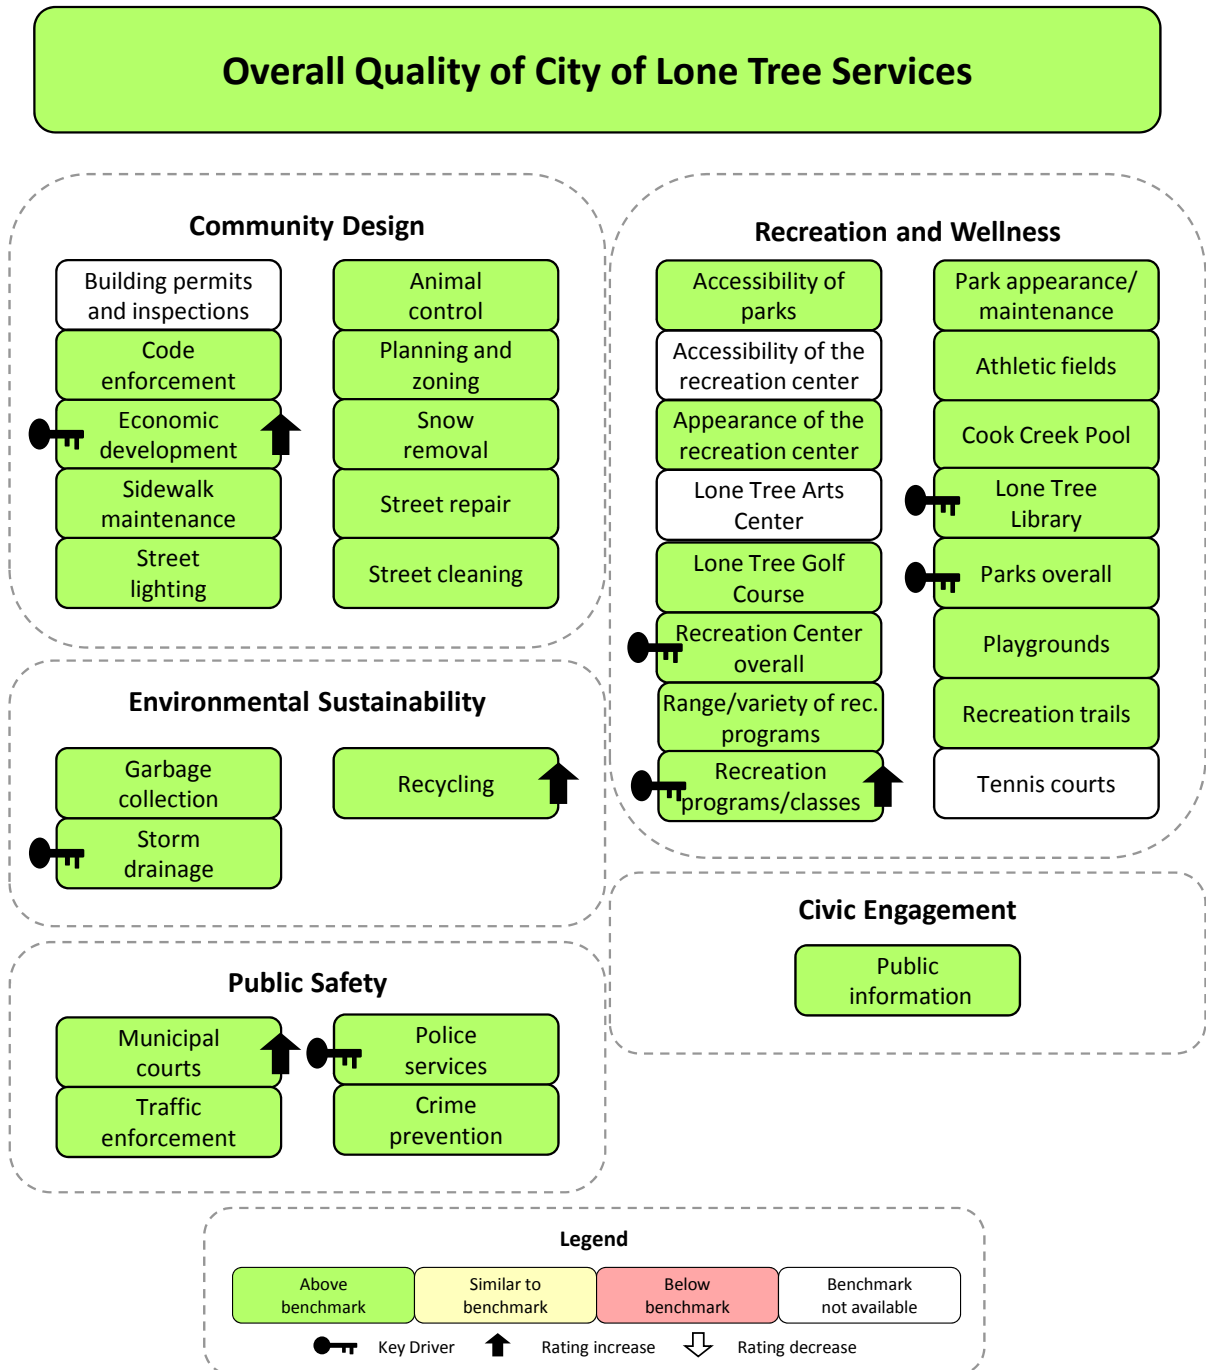 Overall Quality of City of Lone Tree Services
Community Design
Building permits
and inspections
Code
enforcement
Economic
development
Sidewalk
maintenance
Street
lighting
Animal
control
Planning and
zoning
Snow
removal
Street repair
Street cleaning
Environmental Sustainability
Garbage
collection
Storm
drainage
Recycling
Public Safety
Municipal
courts
Traffic
enforcement
Police
services
Crime
prevention
Recreation and Wellness
Accessibility of
parks
Accessibility of the
recreation center
Appearance of the
recreation center
Lone Tree Arts
Center
Lone Tree Golf
Course
Recreation Center
overall
Range/variety of rec.
programs
Recreation
programs/classes
Park appearance/
maintenance
Athletic fields
Cook Creek Pool
Lone Tree
Library
Parks overall
Playgrounds
Recreation trails
Tennis courts
Civic Engagement
Public
information
Legend
Above
benchmark
Similar to
benchmark
Below
benchmark
Benchmark
not available
Key Driver
Rating increase
Rating decrease